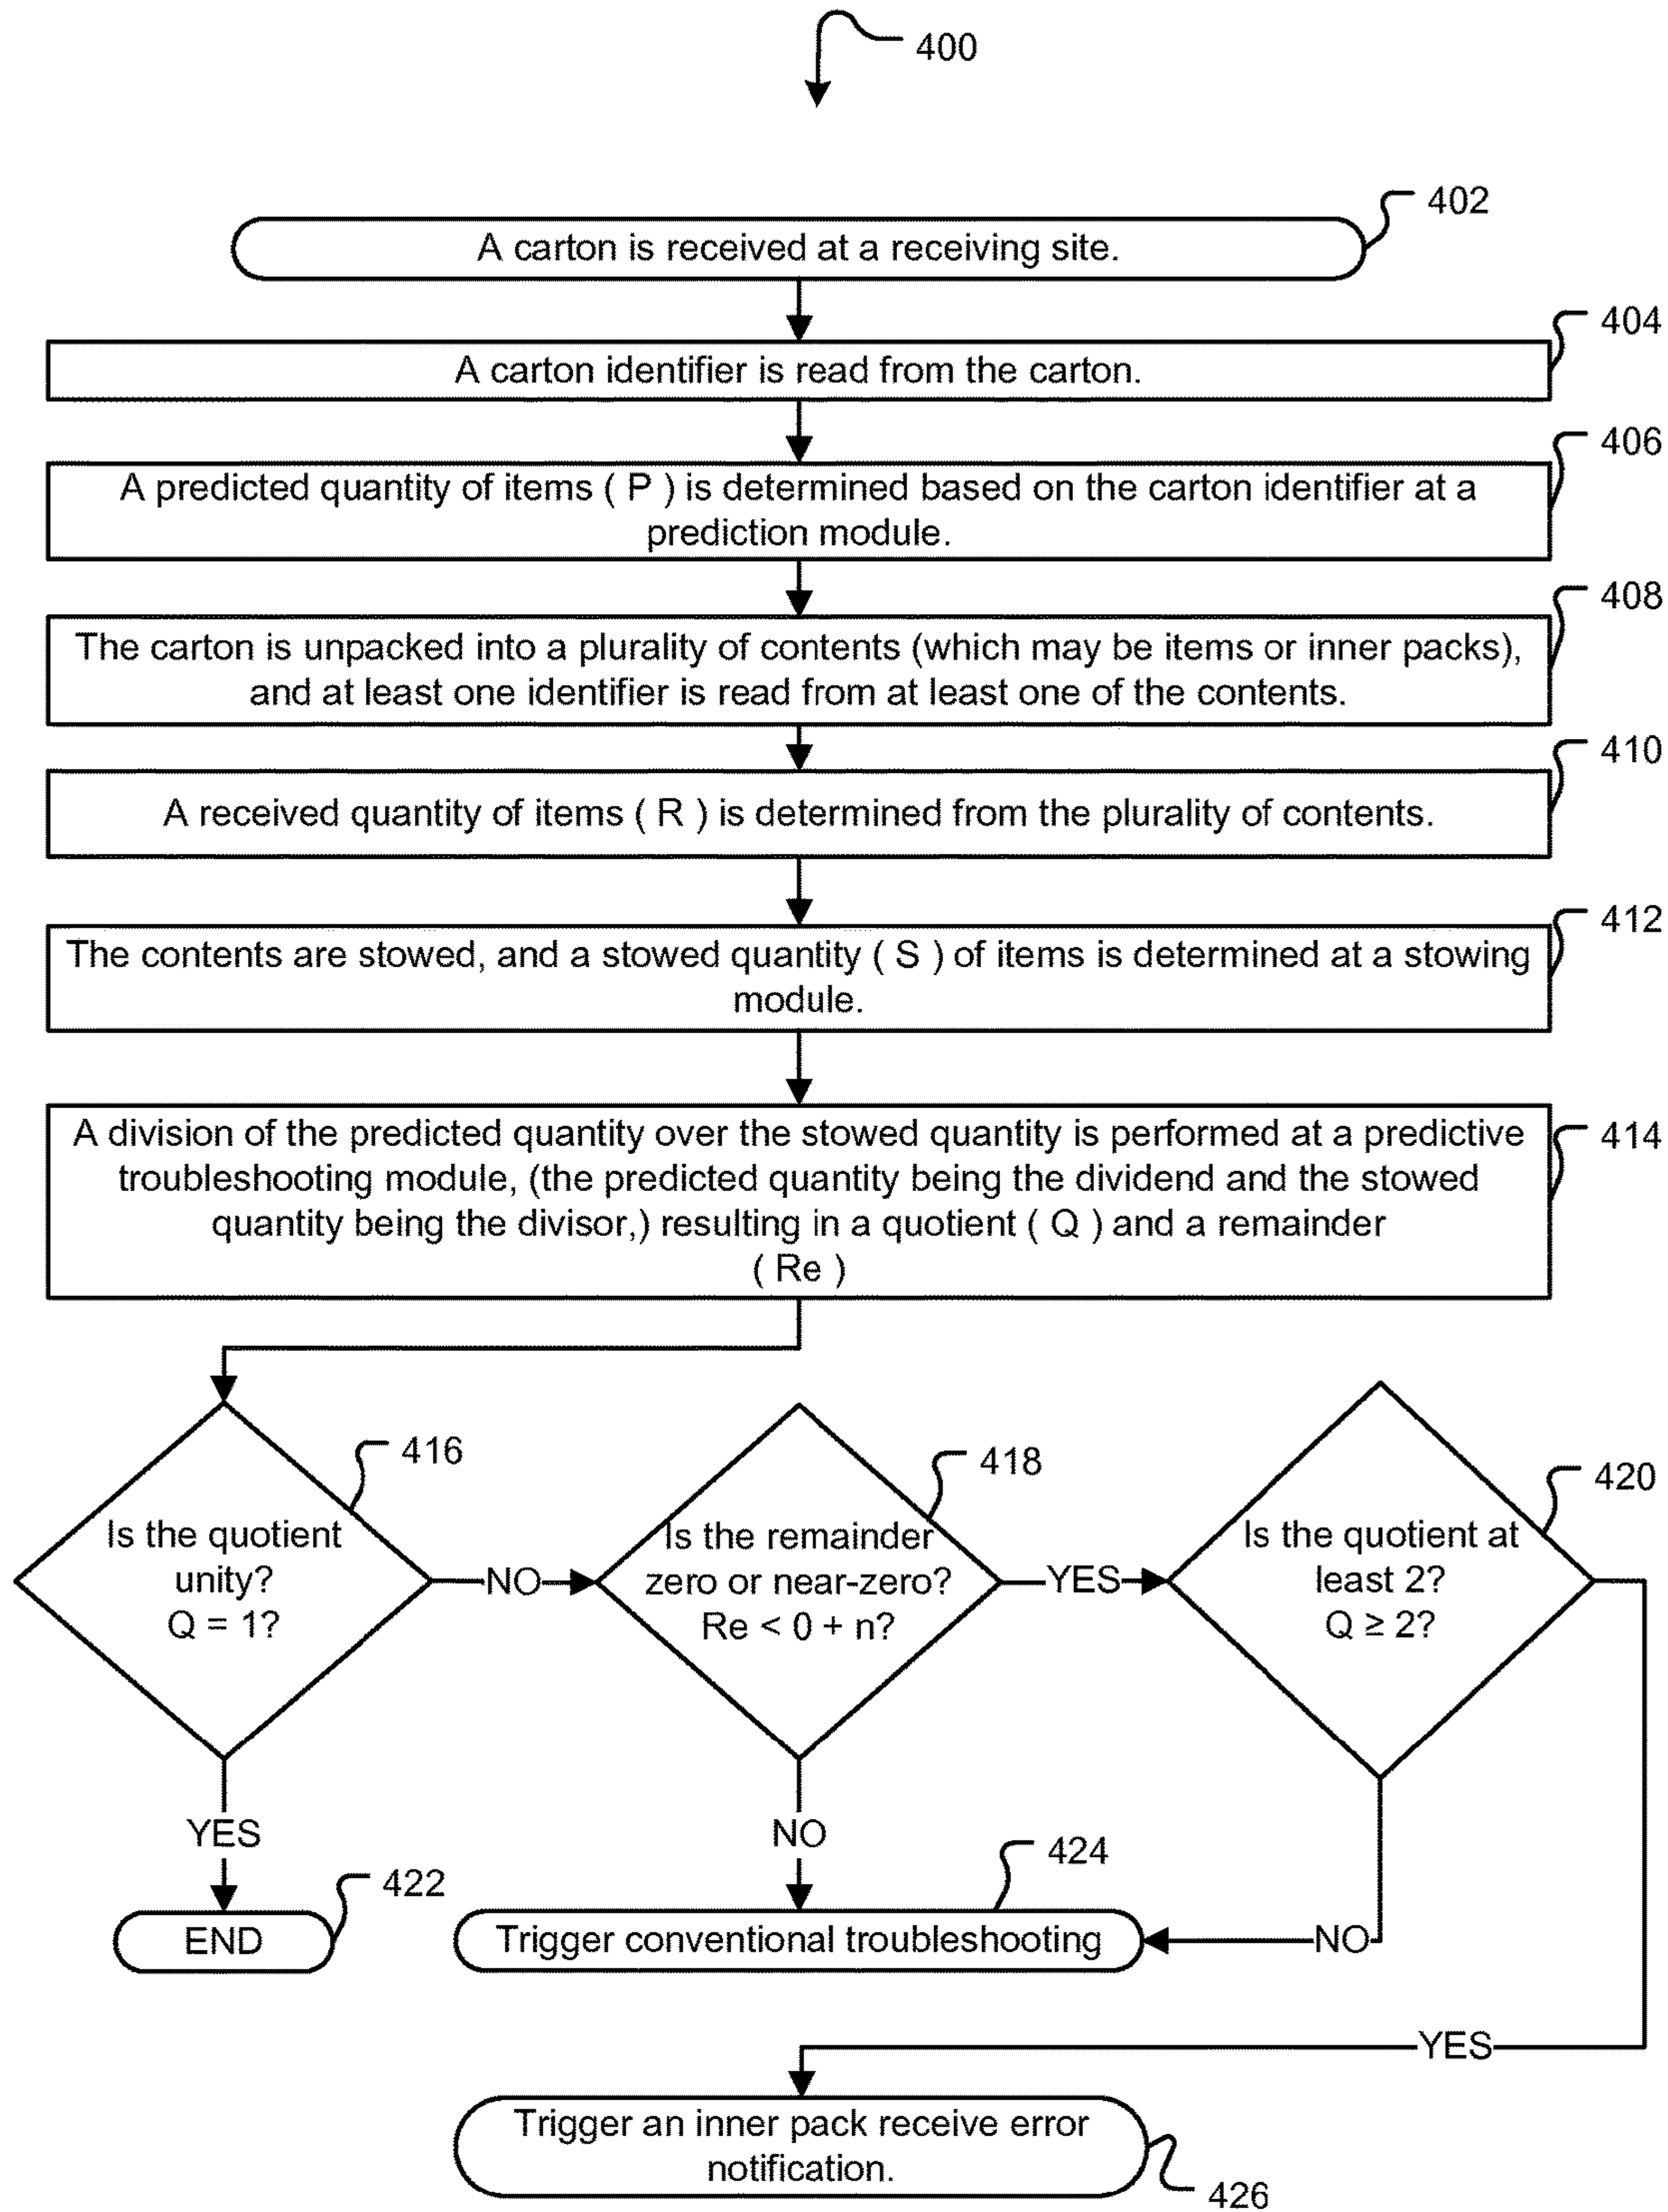 400
402
A carton is received at a receiving site.
404
A carton identifier is read from the carton.
406
A predicted quantity of items ( P ) is determined based on the carton identifier at a
prediction module.
408
The carton is unpacked into a plurality of contents (which may be items or inner packs),
and at least one identifier is read from at least one of the contents.
410
A received quantity of items ( R ) is determined from the plurality of contents.
412
The contents are stowed, and a stowed quantity ( S ) of items is determined at a stowing
module.
414
A division of the predicted quantity over the stowed quantity is performed at a predictive
troubleshooting module, (the predicted quantity being the dividend and the stowed
quantity being the divisor,) resulting in a quotient ( Q ) and a remainder
( Re )
416
Is the quotient
unity?
Q = 1?
NO
418
Is the remainder
zero or near-zero?
Re < 0 + n?
YES
420
Is the quotient at
least 2?
Q ≥ 2?
YES
422
END
NO
424
Trigger conventional troubleshooting
NO
YES
Trigger an inner pack receive error
notification.
426